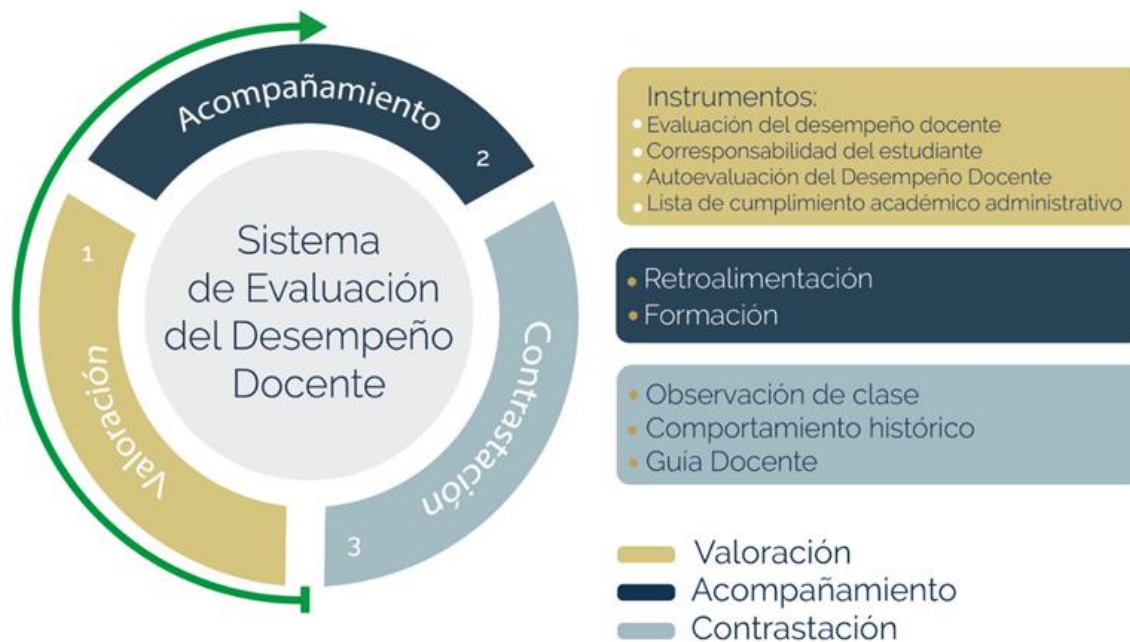 Acompañamiento
2
1
Valoración
Contrastación
3
Sistema
de Evaluación
del Desempeño
Docente
Instrumentos:
Evaluación del desempeño docente
Corresponsabilidad del estudiante
Autoevaluación del Desempeño Docente
Lista de cumplimiento académico administrativo
Retroalimentación
Formación
Observación de clase
Comportamiento histórico
Guía Docente
Valoración
Acompañamiento
Contrastación